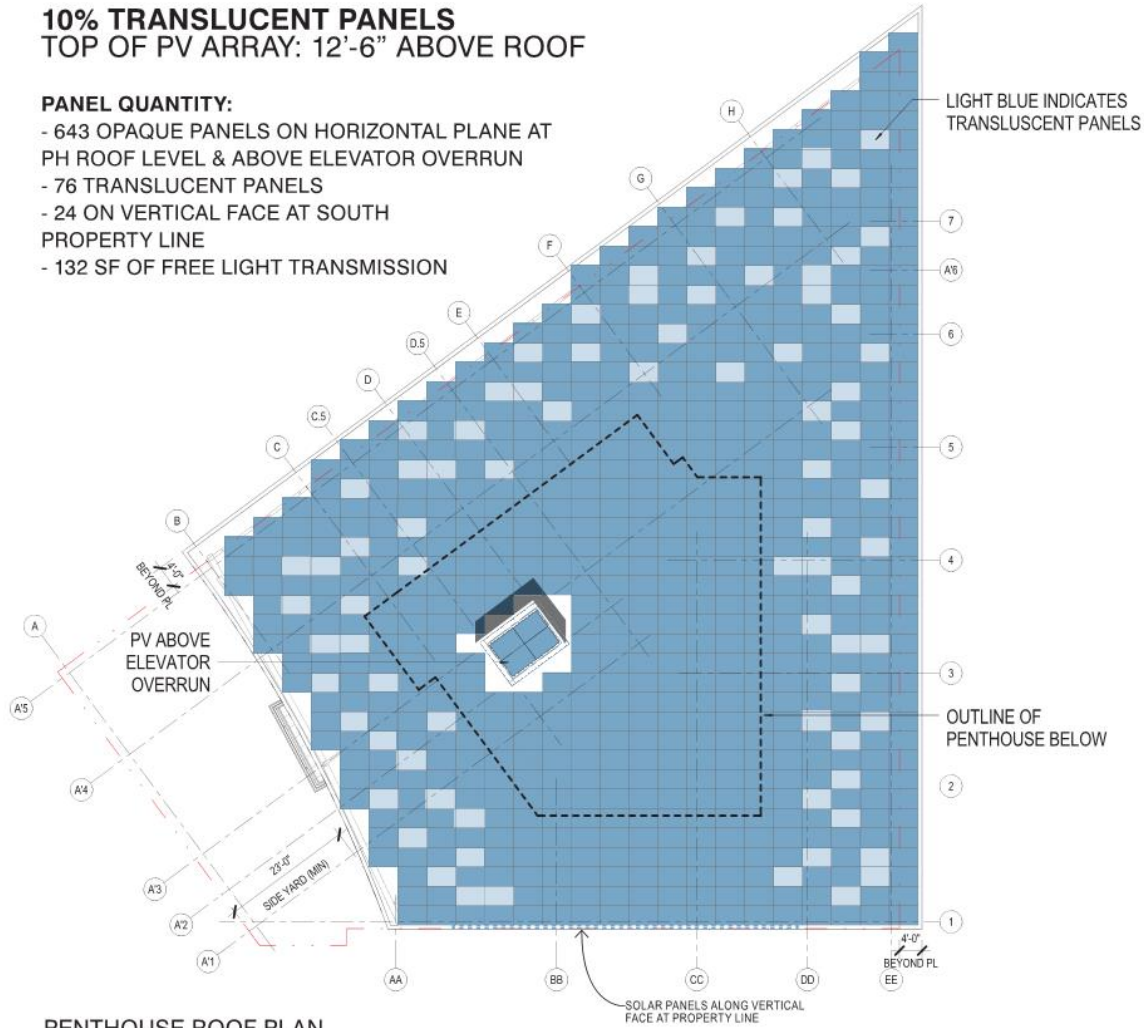 10% TRANSLUCENT PANELS
TOP OF PV ARRAY: 12'-6” ABOVE ROOF
PANEL QUANTITY:
- 643 OPAQUE PANELS ON HORIZONTAL PLANE AT
PH ROOF LEVEL & ABOVE ELEVATOR OVERRUN
- 76 TRANSLUCENT PANELS
- 24 ON VERTICAL FACE AT SOUTH
PROPERTY LINE
- 132 SF OF FREE LIGHT TRANSMISSION
LIGHT BLUE INDICATES
TRANSLUSCENT PANELS
H
G
F
E
D.5
D
C.5
C
B
A
7
A'6
6
5
4
3
2
1
4'-0"
BEYOND PL
PV ABOVE
ELEVATOR
OVERRUN
OUTLINE OF
PENTHOUSE BELOW
A'5
A'4
A'3
A'2
A'1
23'-0"
SIDE YARD (MIN)
AA
BB
CC
DD
EE
4'-0"
BEYOND PL
SOLAR PANELS ALONG VERTICAL
FACE AT PROPERTY LINE
PENTHOUSE ROOF PLAN